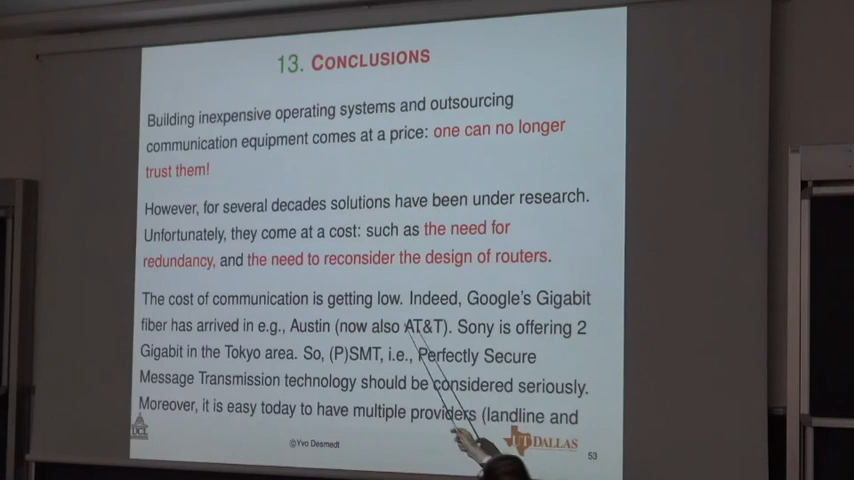 13. CONCLUSIONS
Building inexpensive operating systems and outsourcing
communication equipment comes at a price: one can no longer
trust them!
However, for several decades solutions have been under research.
Unfortunately, they come at a cost: such as the need for
redundancy, and the need to reconsider the design of routers.
The cost of communication is getting low. Indeed, Google's Gigabit
fiber has arrived in e.g., Austin (now also AT&T). Sony is offering 2
Gigabit in the Tokyo area. So, (P)SMT, i.e., Perfectly Secure
Message Transmission technology should be considered seriously.
Moreover, it is easy today to have multiple providers (landline and
UCL
©Yvo Desmedt
UT DALLAS
53